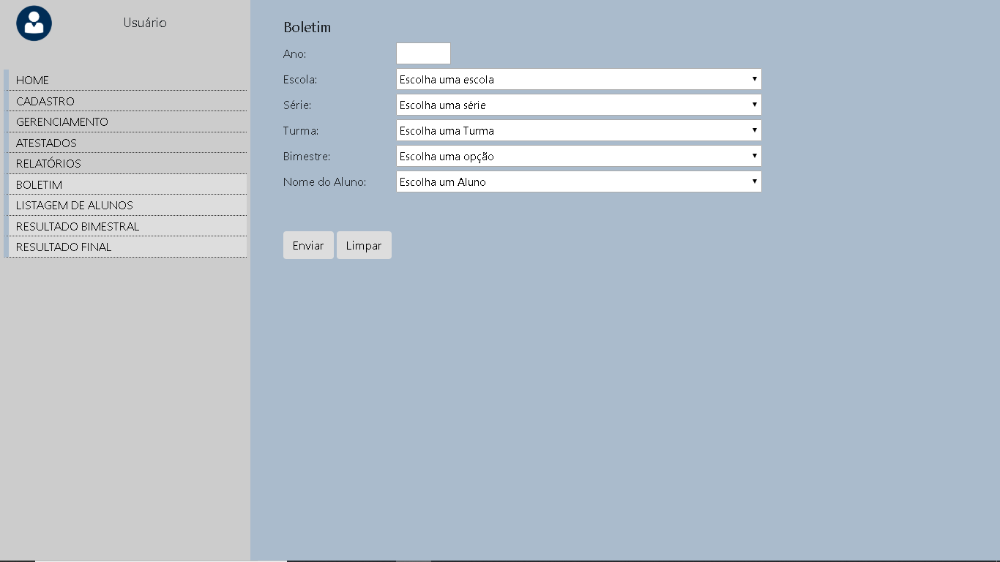 Usuário
HOME
CADASTRO
GERENCIAMENTO
ATESTADOS
RELATÓRIOS
BOLETIM
LISTAGEM DE ALUNOS
RESULTADO BIMESTRAL
RESULTADO FINAL
Boletim
Ano:
Escola: Escolha uma escola
Série: Escolha uma série
Turma: Escolha uma Turma
Bimestre: Escolha uma opção
Nome do Aluno: Escolha um Aluno
Enviar Limpar